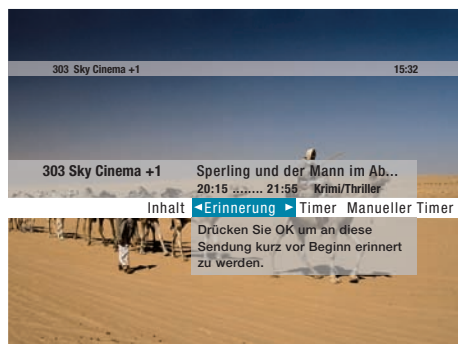 303 Sky Cinema +1 15:32
303 Sky Cinema +1 Sperling und der Mann im Ab...
20:15 ........ 21:55 Krimi/Thriller
Inhalt ◄Erinnerung ► Timer Manueller Timer
Drücken Sie OK um an diese
Sendung kurz vor Beginn erinnert
zu werden.